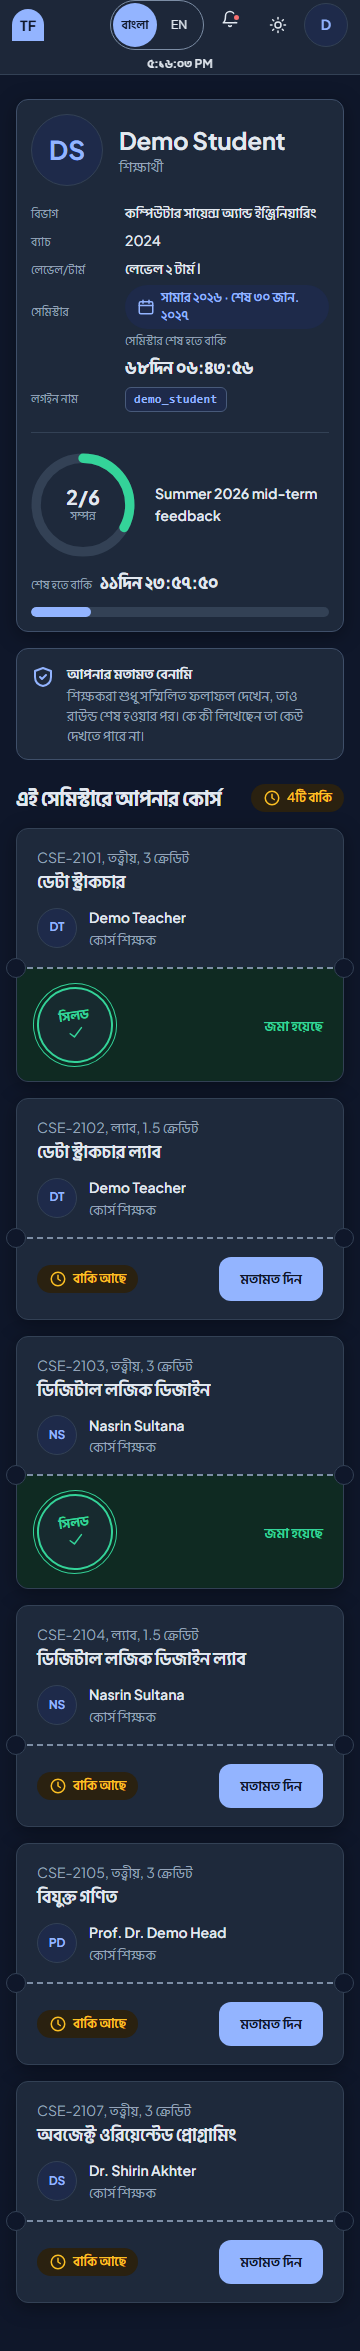 TF
বাংলা
EN
D
৫:২৬:০৩ PM
DS
Demo Student
শিক্ষার্থী
বিভাগ
কম্পিউটার সায়েন্স অ্যান্ড ইঞ্জিনিয়ারিং
ব্যাচ
2024
লেভেল/টার্ম
লেভেল ২ টার্ম I
সেমিস্টার
সামার ২০২৬ · শেষ ৩০ জান.
২০২৭
সেমিস্টার শেষ হতে বাকি
৬৮দিন ০৬:৪৩:৫৬
লগইন নাম
demo_student
2/6
সম্পন্ন
Summer 2026 mid-term
feedback
শেষ হতে বাকি ১১দিন ২৩:৫৭:৫০
আপনার মতামত বেনামি
শিক্ষকরা শুধু সম্মিলিত ফলাফল দেখেন, তাও
রাউন্ড শেষ হওয়ার পর। কে কী লিখেছেন তা কেউ
দেখতে পারে না।
এই সেমিস্টারে আপনার কোর্স
4টি বাকি
CSE-2101, তত্ত্বীয়, 3 ক্রেডিট
ডেটা স্ট্রাকচার
DT
Demo Teacher
কোর্স শিক্ষক
সিলড
জমা হয়েছে
CSE-2102, ল্যাব, 1.5 ক্রেডিট
ডেটা স্ট্রাকচার ল্যাব
DT
Demo Teacher
কোর্স শিক্ষক
বাকি আছে
মতামত দিন
CSE-2103, তত্ত্বীয়, 3 ক্রেডিট
ডিজিটাল লজিক ডিজাইন
NS
Nasrin Sultana
কোর্স শিক্ষক
সিলড
জমা হয়েছে
CSE-2104, ল্যাব, 1.5 ক্রেডিট
ডিজিটাল লজিক ডিজাইন ল্যাব
NS
Nasrin Sultana
কোর্স শিক্ষক
বাকি আছে
মতামত দিন
CSE-2105, তত্ত্বীয়, 3 ক্রেডিট
বিযুক্ত গণিত
PD
Prof. Dr. Demo Head
কোর্স শিক্ষক
বাকি আছে
মতামত দিন
CSE-2107, তত্ত্বীয়, 3 ক্রেডিট
অবজেক্ট ওরিয়েন্টেড প্রোগ্রামিং
DS
Dr. Shirin Akhter
কোর্স শিক্ষক
বাকি আছে
মতামত দিন